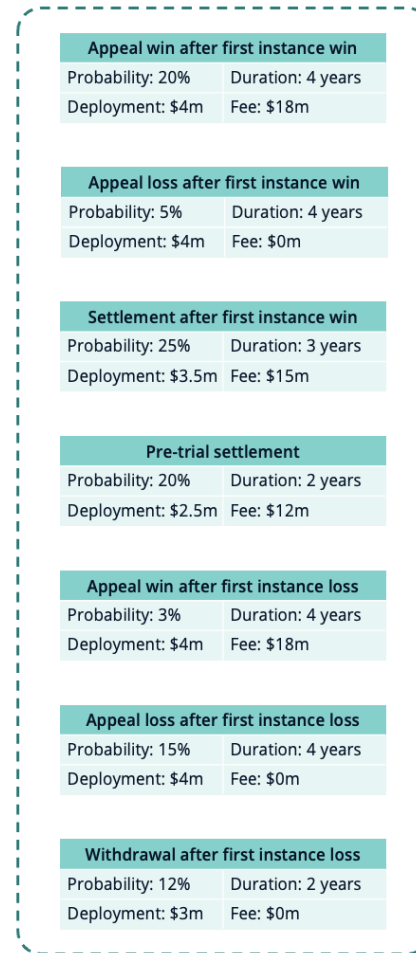 Appeal win after first instance win
Probability: 20% Duration: 4 years
Deployment: $4m Fee: $18m
Appeal loss after first instance win
Probability: 5% Duration: 4 years
Deployment: $4m Fee: $0m
Settlement after first instance win
Probability: 25% Duration: 3 years
Deployment: $3.5m Fee: $15m
Pre-trial settlement
Probability: 20% Duration: 2 years
Deployment: $2.5m Fee: $12m
Appeal win after first instance loss
Probability: 3% Duration: 4 years
Deployment: $4m Fee: $18m
Appeal loss after first instance loss
Probability: 15% Duration: 4 years
Deployment: $4m Fee: $0m
Withdrawal after first instance loss
Probability: 12% Duration: 2 years
Deployment: $3m Fee: $0m